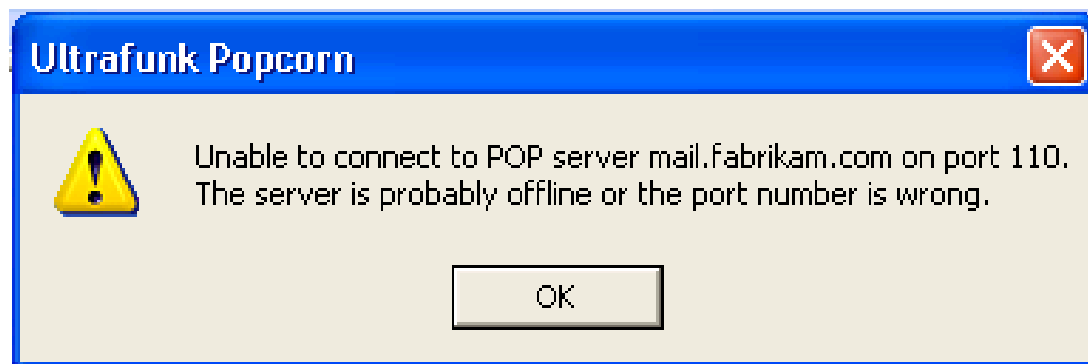 Ultrafunk Popcorn
Unable to connect to POP server mail.fabrikam.com on port 110.
The server is probably offline or the port number is wrong.
OK